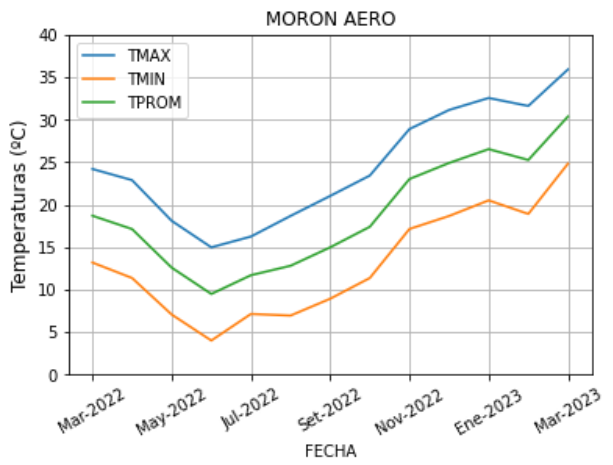 MORON AERO
40
35
30
25
20
15
10
5
0
Temperaturas (ºC)
TMAX
TMIN
TPROM
Mar-2022
May-2022
Jul-2022
Set-2022
Nov-2022
Ene-2023
Mar-2023
FECHA